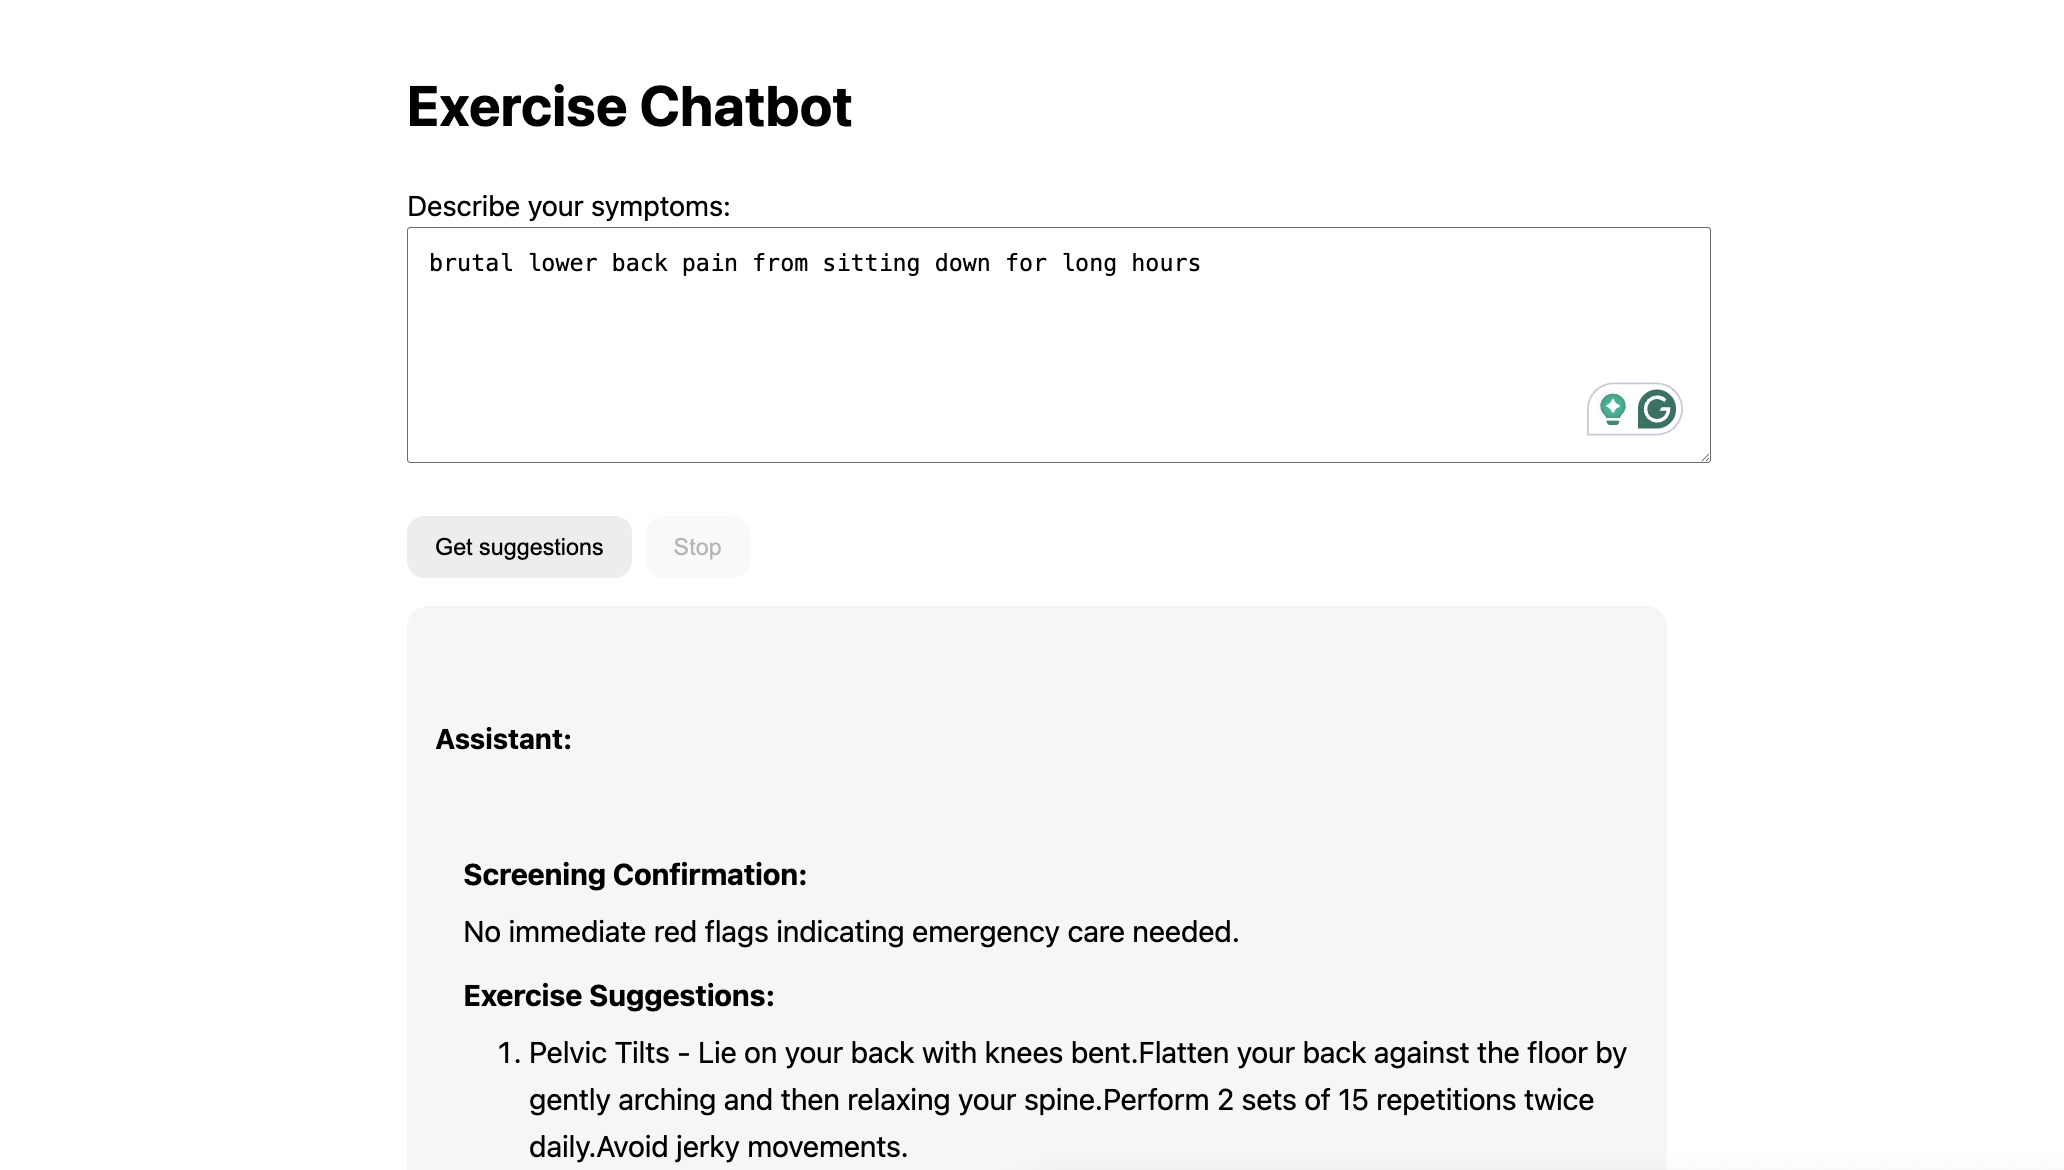 Exercise Chatbot
Describe your symptoms:
brutal lower back pain from sitting down for long hours
Get suggestions
Stop
Assistant:
Screening Confirmation:
No immediate red flags indicating emergency care needed.
Exercise Suggestions:
1. Pelvic Tilts - Lie on your back with knees bent.Flatten your back against the floor by
gently arching and then relaxing your spine.Perform 2 sets of 15 repetitions twice
daily.Avoid jerky movements.